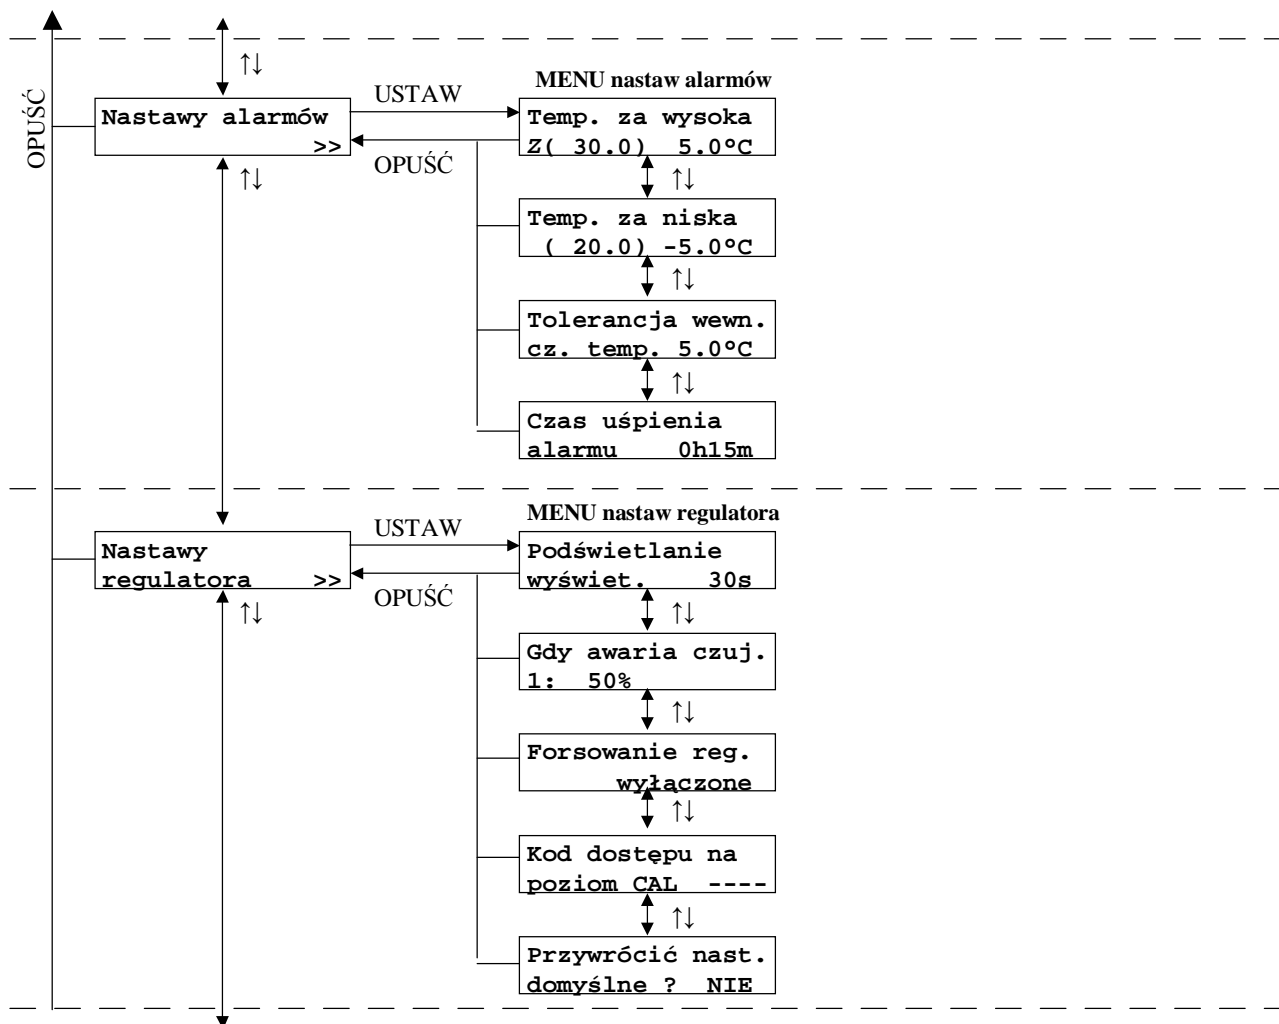 ↑↓
OPUŚĆ
MENU nastaw alarmów
Nastawy alarmów
>>
USTAW
OPUŚĆ
Temp. za wysoka
Z( 30.0) 5.0°C
↑↓
↑↓
Temp. za niska
( 20.0) -5.0°C
↑↓
Tolerancja wewn.
cz. temp. 5.0°C
↑↓
Czas uśpienia
alarmu 0h15m
MENU nastaw regulatora
Nastawy
regulatora >>
USTAW
OPUŚĆ
Podświetlanie
wyświet. 30s
↑↓
↑↓
Gdy awaria czuj.
1: 50%
↑↓
Forsowanie reg.
wyłączone
↑↓
Kod dostępu na
poziom CAL ----
↑↓
Przywrócić nast.
domyślne ? NIE